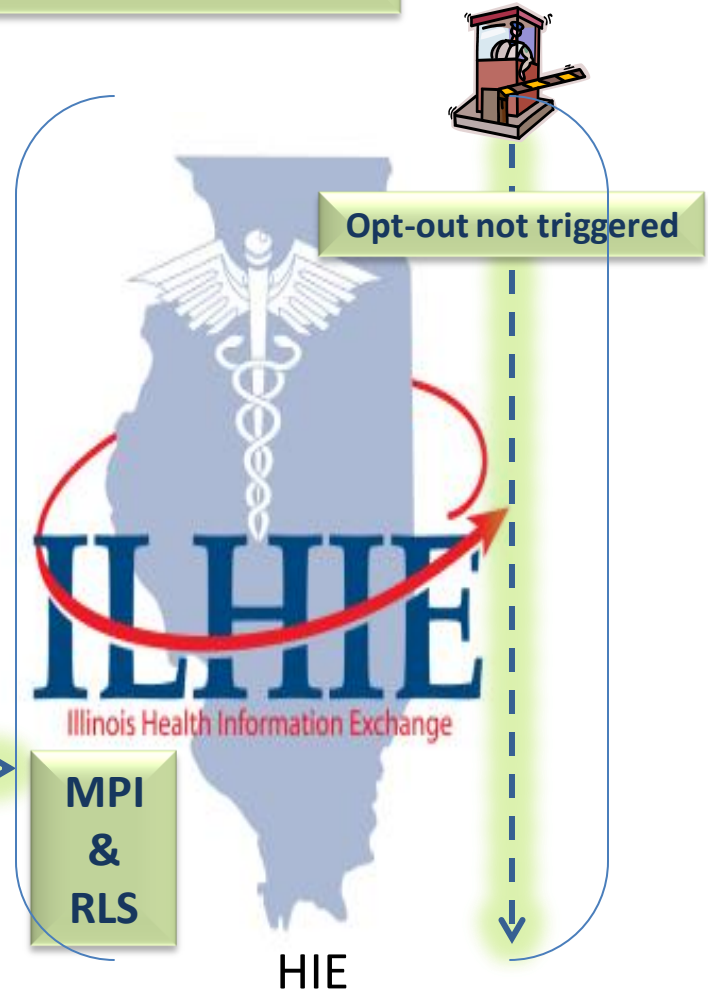 Opt-out not triggered
ILHIE
Illinois Health Information Exchange
MPI
&
RLS
HIE